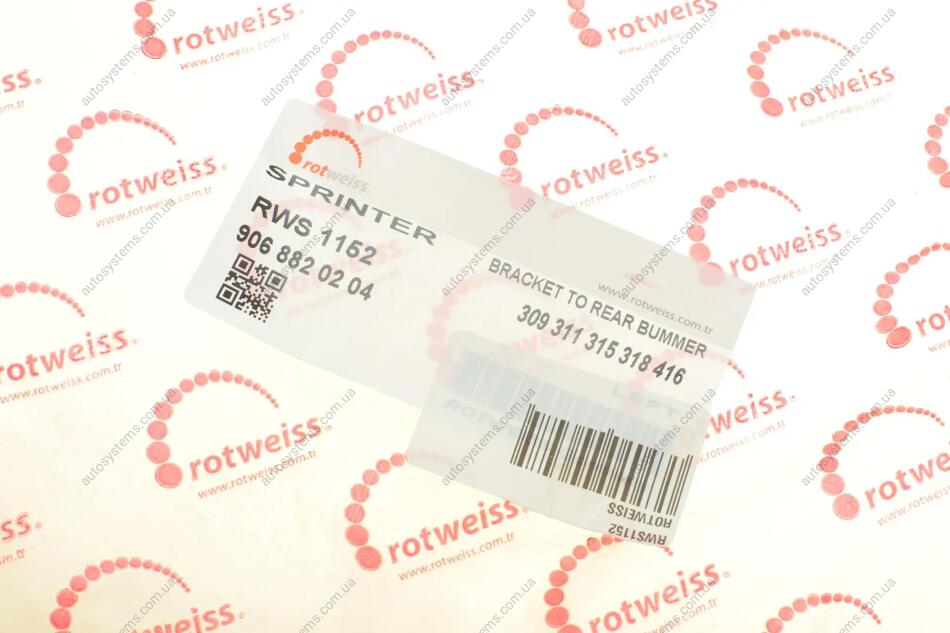 rotweiss
SPRINTER
RWS 1152
906 882 02 04
www.rotweiss.com.tr
BRACKET TO REAR BUMMER
309 311 315 318 416
LEFT
ROTWEISS
RWS1152
rotweiss.
www.rotweiss.com.tr
autosystems.com.ua